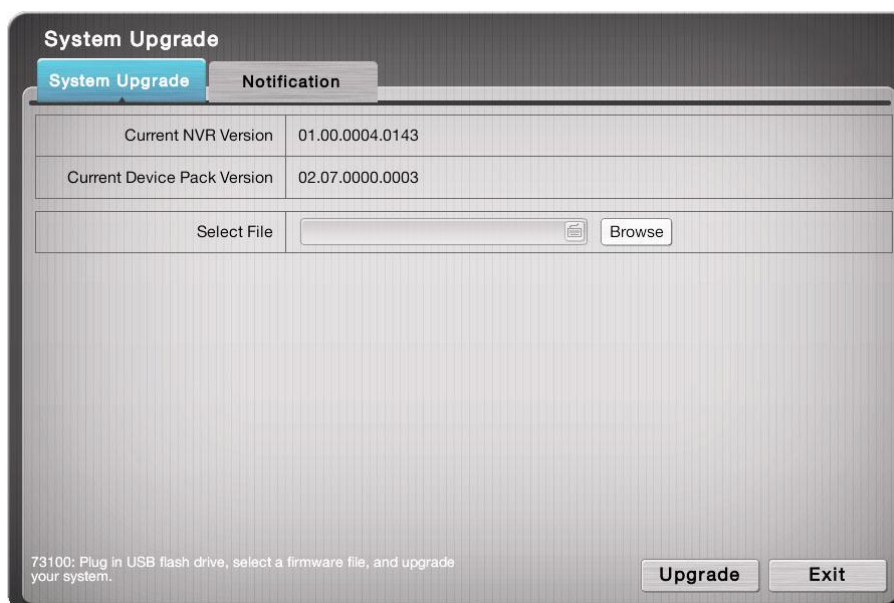 System Upgrade
System Upgrade Notification
Current NVR Version 01.00.0004.0143
Current Device Pack Version 02.07.0000.0003
Select File Browse
73100: Plug in USB flash drive, select a firmware file, and upgrade
your system.
Upgrade Exit